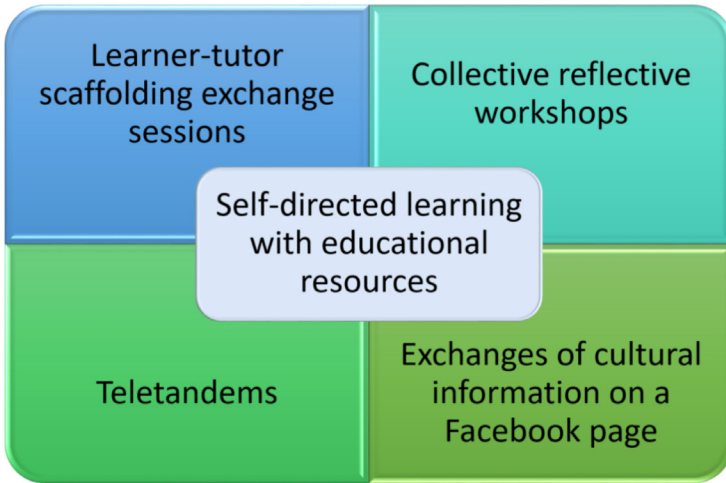 Learner-tutor
scaffolding exchange
sessions
Collective reflective
workshops
Self-directed learning
with educational
resources
Teletandems
Exchanges of cultural
information on a
Facebook page